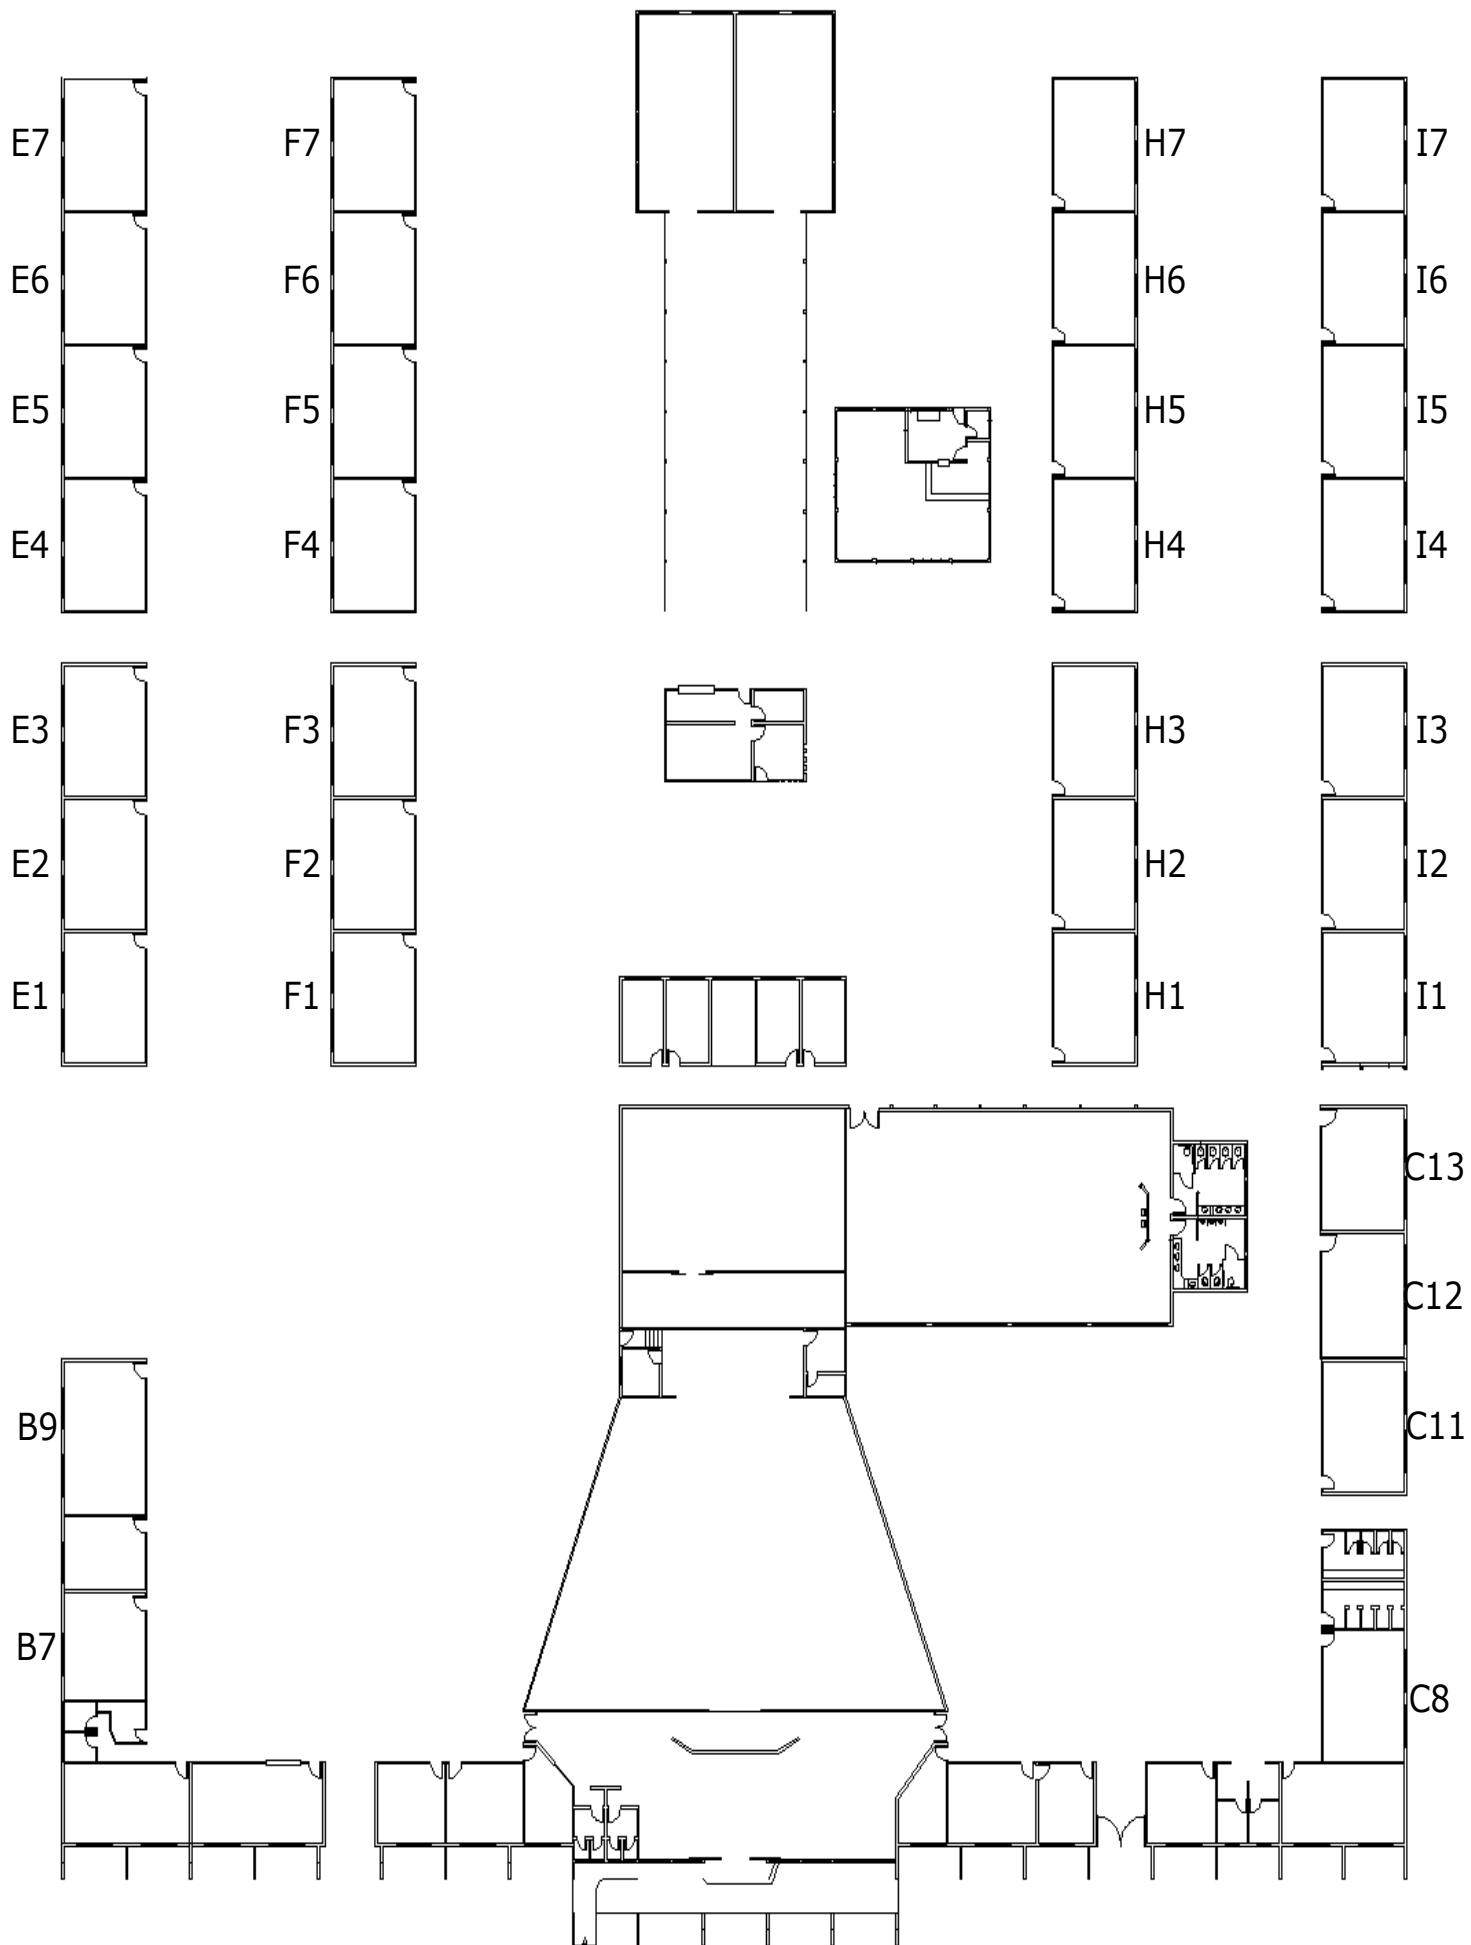 E7 F7 H7 I7
E6 F6 H6 I6
E5 F5 H5 I5
E4 F4 H4 I4
E3 F3 H3 I3
E2 F2 H2 I2
E1 F1 H1 I1
C13
C12
B9 C11
B7
C8